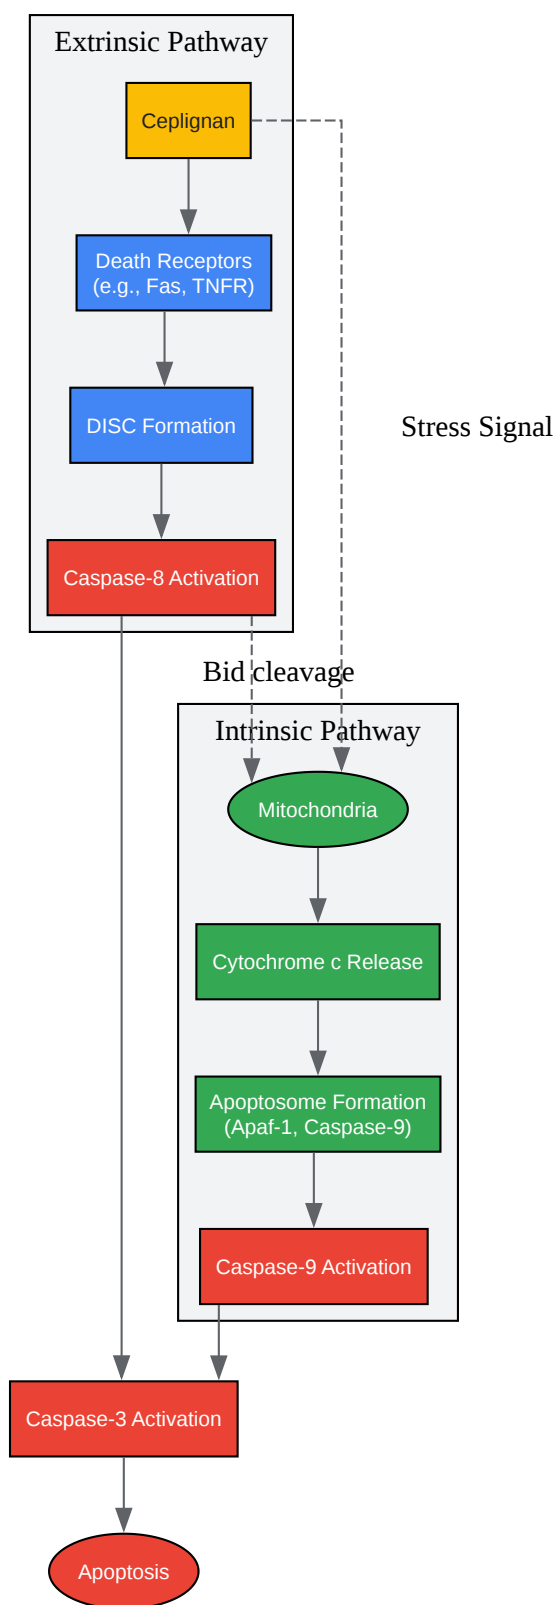 Extrinsic Pathway
Ceplignan
Death Receptors
(e.g., Fas, TNFR)
DISC Formation
Stress Signal
Caspase-8 Activation
Bid cleavage
Intrinsic Pathway
Mitochondria
Cytochrome c Release
Apoptosome Formation
(Apaf-1, Caspase-9)
Caspase-9 Activation
Caspase-3 Activation
Apoptosis